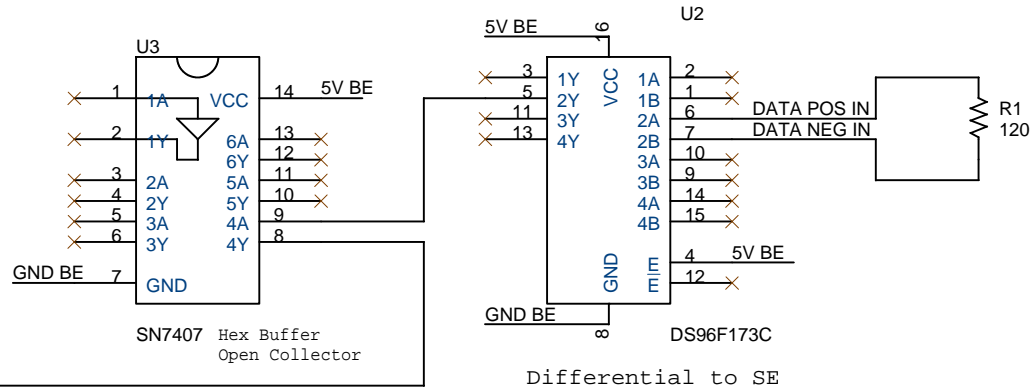 U2
5V BE
16
U3
1 1A VCC 14 5V BE
2 1Y
6A 13
6Y 12
3 2A 5A 11
4 2Y 5Y 10
5 3A 4A 9
6 3Y 4Y 8
GND BE 7 GND
SN7407 Hex Buffer
Open Collector
3 1Y VCC 1A 2
5 2Y 1B 1
11 3Y 2A 6 DATA POS IN
13 4Y 2B 7 DATA NEG IN
3A 10
3B 9
4A 14
4B 15
GND E 4 5V BE
E 12
GND BE
8
DS96F173C
Differential to SE
R1
120